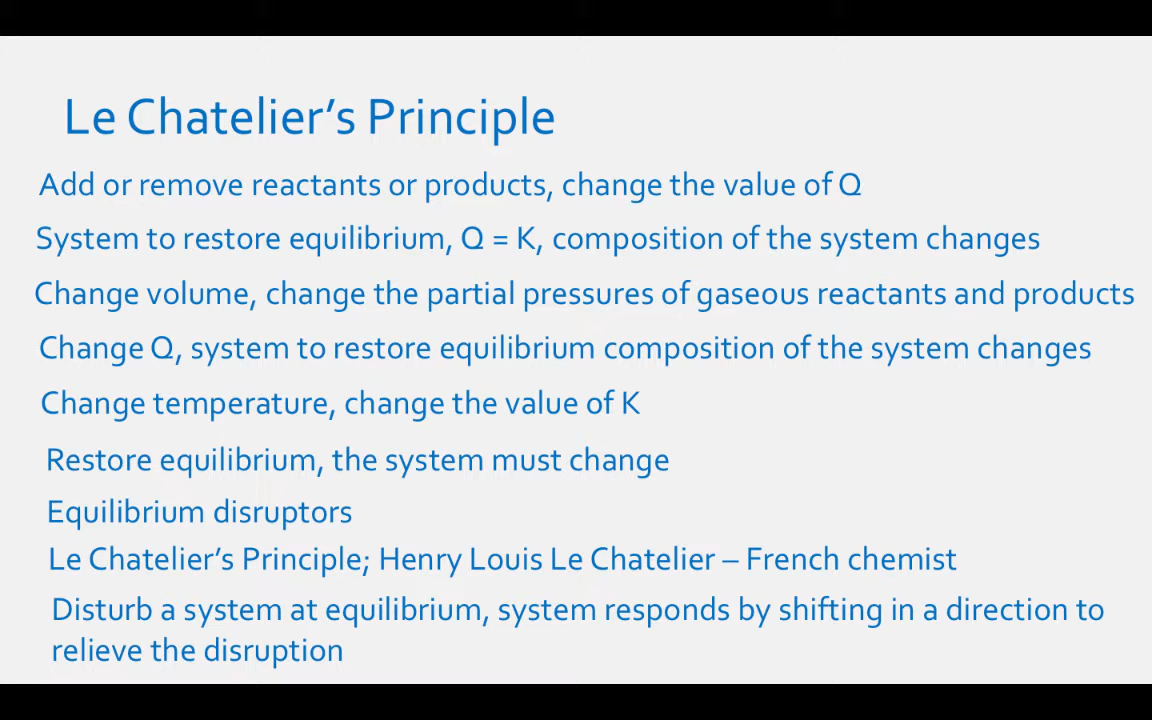 Le Chatelier’s Principle
Add or remove reactants or products, change the value of Q
System to restore equilibrium, Q = K, composition of the system changes
Change volume, change the partial pressures of gaseous reactants and products
Change Q, system to restore equilibrium composition of the system changes
Change temperature, change the value of K
Restore equilibrium, the system must change
Equilibrium disruptors
Le Chatelier’s Principle; Henry Louis Le Chatelier – French chemist
Disturb a system at equilibrium, system responds by shifting in a direction to
relieve the disruption